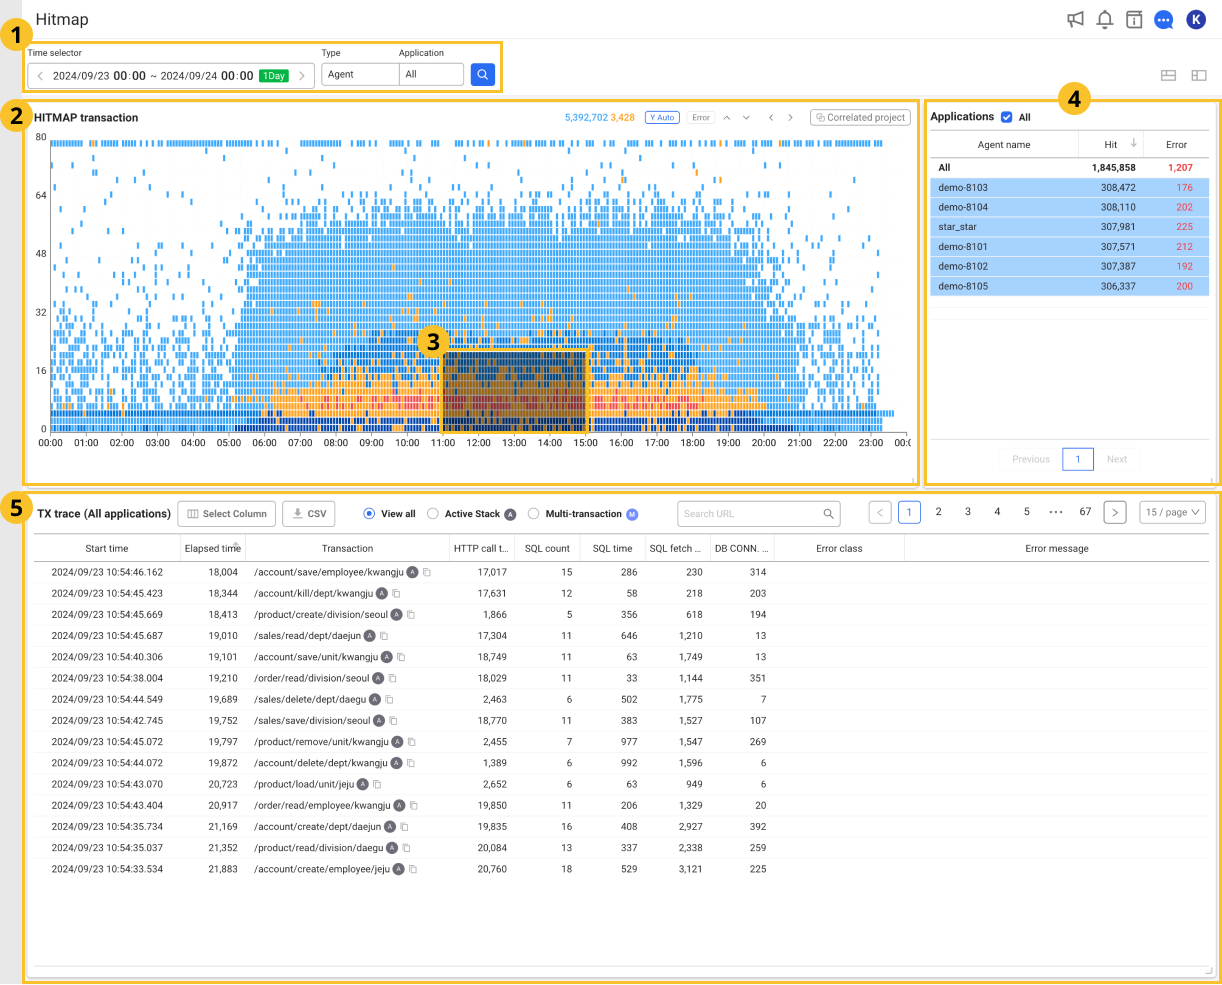 Hitmap
K
1
Time selector
Type
Application
2024/09/23 00:00 ~ 2024/09/24 00:00 1Day
Agent
All
2
HITMAP transaction
5,392,702 3,428
Y Auto
Error
Correlated project
80
64
48
32
16
0
00:00 01:00 02:00 03:00 04:00 05:00 06:00 07:00 08:00 09:00 10:00 11:00 12:00 13:00 14:00 15:00 16:00 17:00 18:00 19:00 20:00 21:00 22:00 23:00 00:(
3
4
Applications All
Agent name Hit Error
All 1,845,858 1,207
demo-8103 308,472 176
demo-8104 308,110 202
star_star 307,981 225
demo-8101 307,571 212
demo-8102 307,387 192
demo-8105 306,337 200
Previous 1 Next
5
TX trace (All applications)
Select Column
CSV
View all
Active Stack A
Multi-transaction M
Search URL
1 2 3 4 5 ••• 67
15 / page
Start time Elapsed time Transaction HTTP call t... SQL count SQL time SQL fetch ... DB CONN. ... Error class Error message
2024/09/23 10:54:46.162 18,004 /account/save/employee/kwangju A 17,017 15 286 230 314
2024/09/23 10:54:45.423 18,344 /account/kill/dept/kwangju A 17,631 12 58 218 203
2024/09/23 10:54:45.669 18,413 /product/create/division/seoul A 1,866 5 356 618 194
2024/09/23 10:54:45.687 19,010 /sales/read/dept/daejun A 17,304 11 646 1,210 13
2024/09/23 10:54:40.306 19,101 /account/save/unit/kwangju A 18,749 11 63 1,749 13
2024/09/23 10:54:38.004 19,210 /order/read/division/seoul A 18,029 11 33 1,144 351
2024/09/23 10:54:44.549 19,689 /sales/delete/dept/daegu A 2,463 6 502 1,775 7
2024/09/23 10:54:42.745 19,752 /sales/save/division/seoul A 18,770 11 383 1,527 107
2024/09/23 10:54:45.072 19,797 /product/remove/unit/kwangju A 2,455 7 977 1,547 269
2024/09/23 10:54:44.072 19,872 /account/delete/dept/kwangju A 1,389 6 992 1,596 6
2024/09/23 10:54:43.070 20,723 /product/load/unit/jeju A 2,652 6 63 949 6
2024/09/23 10:54:43.404 20,917 /order/read/employee/kwangju A 19,850 11 206 1,329 20
2024/09/23 10:54:35.734 21,169 /account/create/dept/daejun A 19,835 16 408 2,927 392
2024/09/23 10:54:35.037 21,352 /product/read/division/daegu A 20,084 13 337 2,338 259
2024/09/23 10:54:33.534 21,883 /account/create/employee/jeju A 20,760 18 529 3,121 225